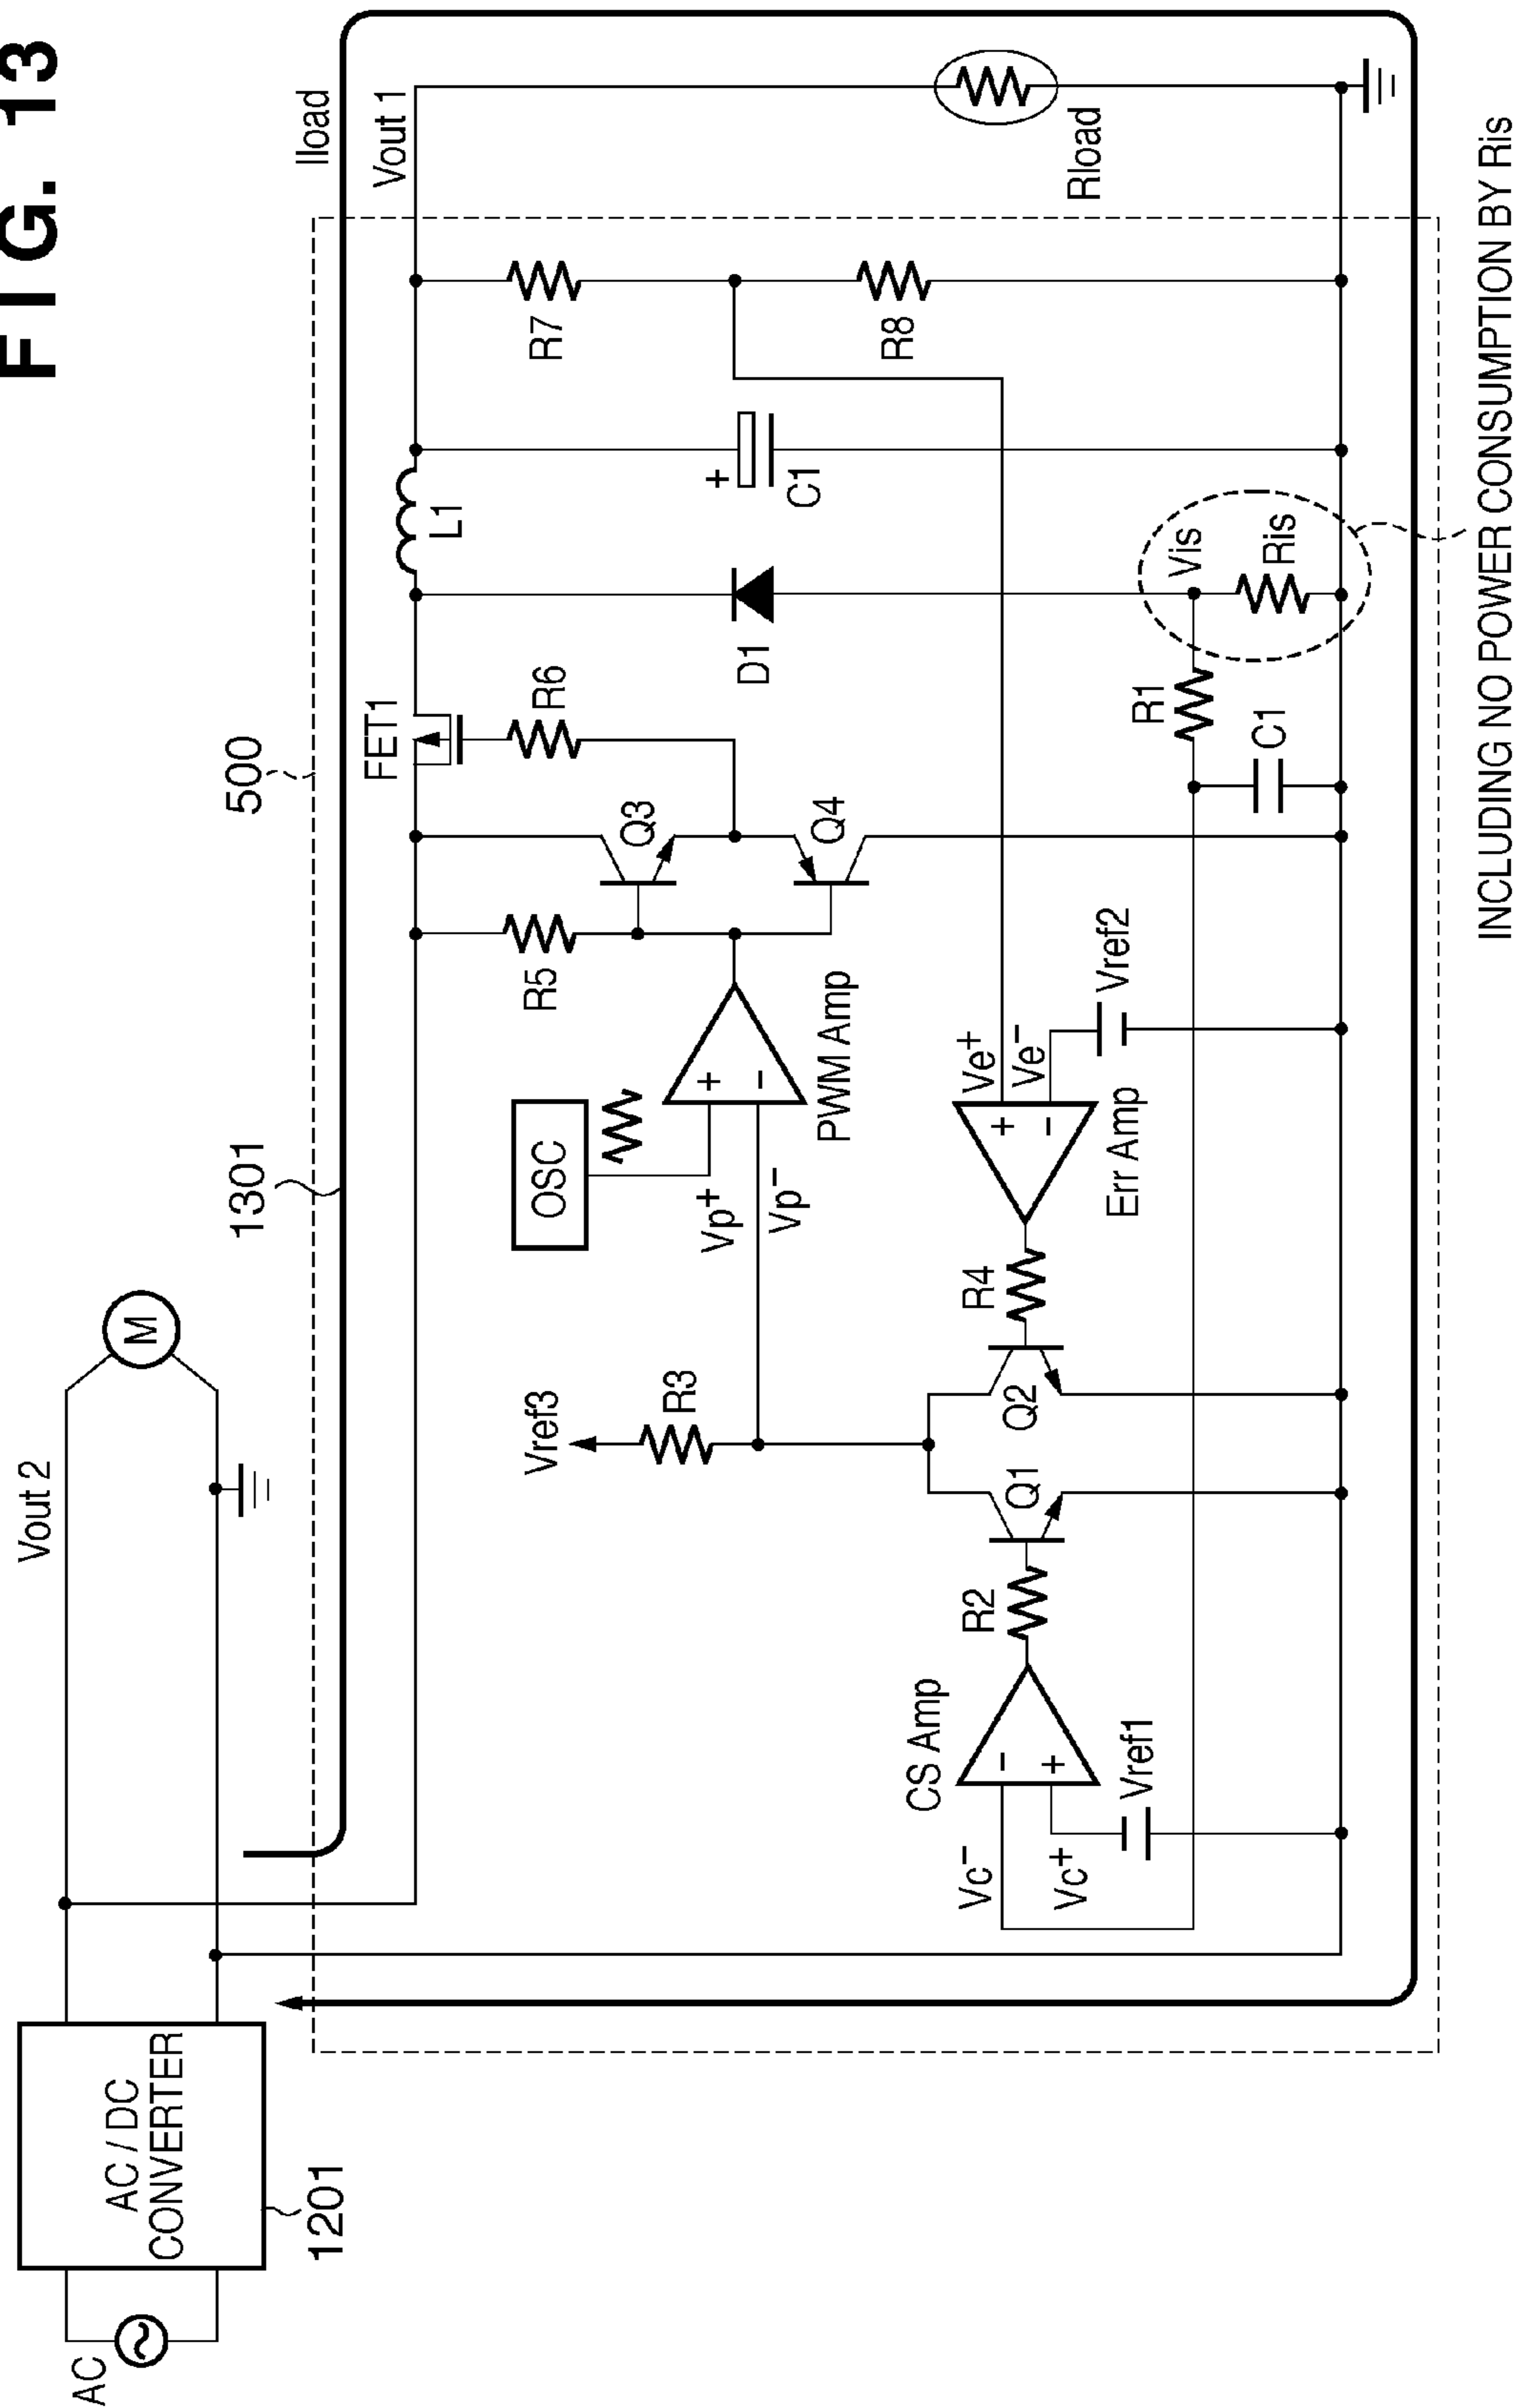 FIG. 13
AC
AC / DC
CONVERTER
1201
Vout 2
M
1301
500
Iload
Vout 1
FET1
L1
Vref3
R3
OSC
R5
Q3
R6
R7
Vp+
Vp−
+
−
PWM Amp
Q4
D1
+
C1
R8
Rload
CS Amp
Vc−
Vc+
−
+
Vref1
R2
Q1
Q2
R4
Err Amp
+
−
Ve+
Ve−
Vref2
R1
C1
Vis
Ris
INCLUDING NO POWER CONSUMPTION BY Ris